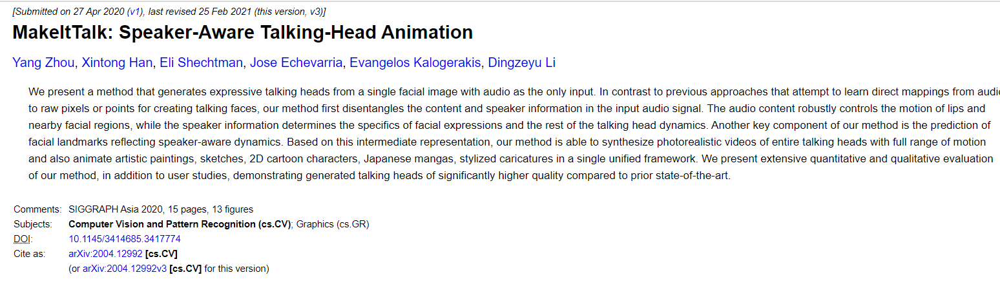 [Submitted on 27 Apr 2020 (v1), last revised 25 Feb 2021 (this version, v3)]
MakeItTalk: Speaker-Aware Talking-Head Animation
Yang Zhou, Xintong Han, Eli Shechtman, Jose Echevarria, Evangelos Kalogerakis, Dingzeyu Li
We present a method that generates expressive talking heads from a single facial image with audio as the only input. In contrast to previous approaches that attempt to learn direct mappings from audi
to raw pixels or points for creating talking faces, our method first disentangles the content and speaker information in the input audio signal. The audio content robustly controls the motion of lips and
nearby facial regions, while the speaker information determines the specifics of facial expressions and the rest of the talking head dynamics. Another key component of our method is the prediction of
facial landmarks reflecting speaker-aware dynamics. Based on this intermediate representation, our method is able to synthesize photorealistic videos of entire talking heads with full range of motion
and also animate artistic paintings, sketches, 2D cartoon characters, Japanese mangas, stylized caricatures in a single unified framework. We present extensive quantitative and qualitative evaluation
of our method, in addition to user studies, demonstrating generated talking heads of significantly higher quality compared to prior state-of-the-art.
Comments: SIGGRAPH Asia 2020, 15 pages, 13 figures
Subjects: Computer Vision and Pattern Recognition (cs.CV); Graphics (cs.GR)
DOI: 10.1145/3414685.3417774
Cite as: arXiv:2004.12992 [cs.CV]
(or arXiv:2004.12992v3 [cs.CV] for this version)